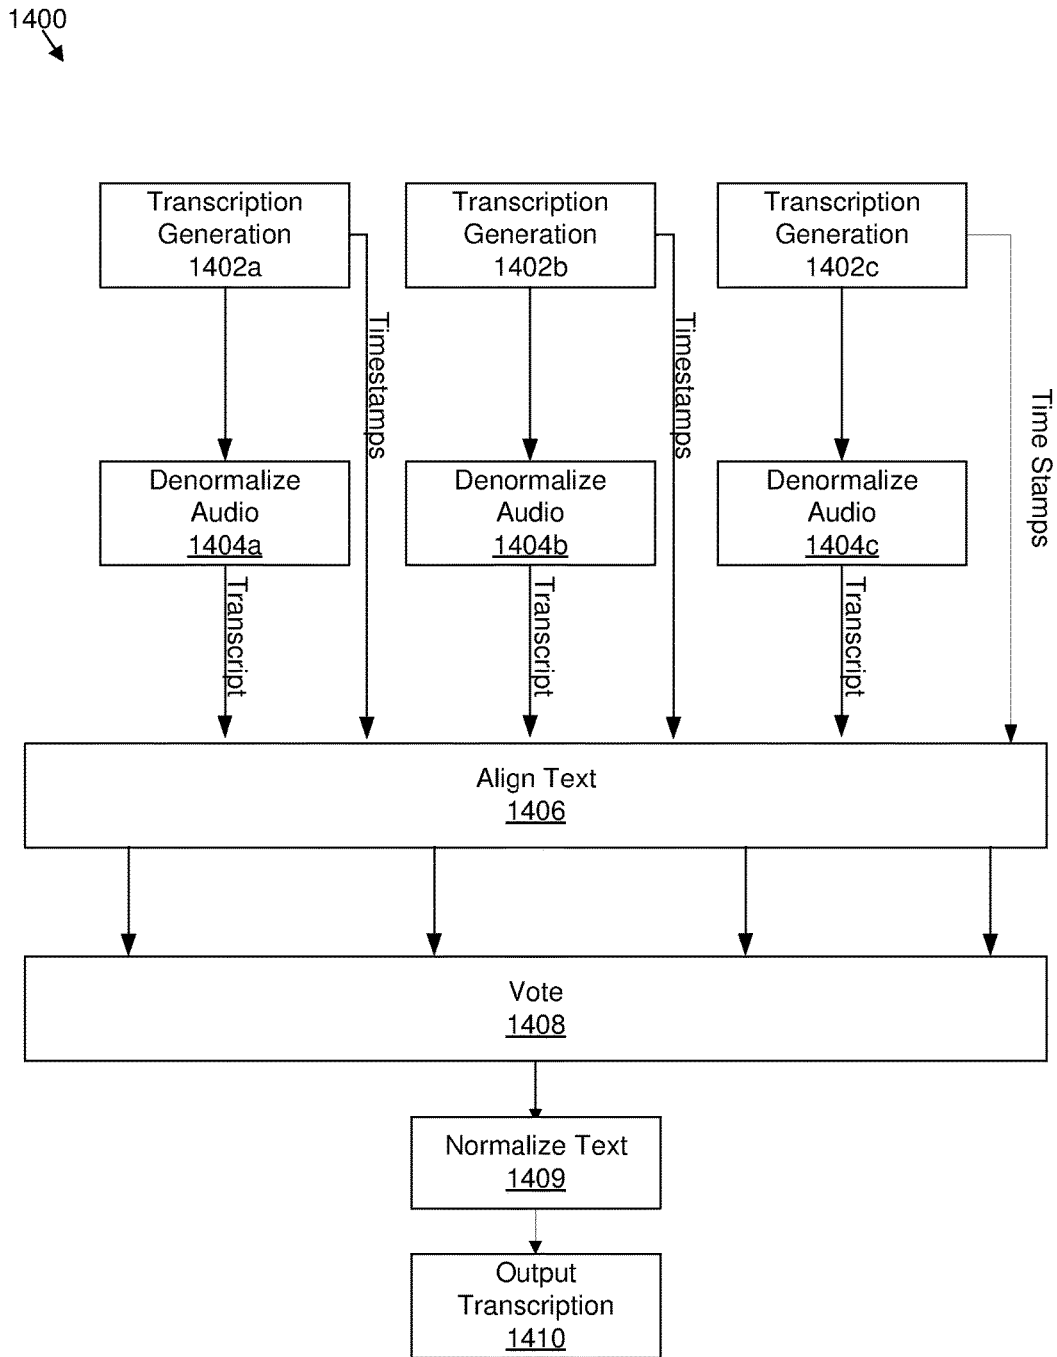 1400
Transcription
Generation
1402a
Transcription
Generation
1402b
Transcription
Generation
1402c
Timestamps
Timestamps
Time Stamps
Denormalize
Audio
1404a
Denormalize
Audio
1404b
Denormalize
Audio
1404c
Transcript
Transcript
Transcript
Align Text
1406
Vote
1408
Normalize Text
1409
Output
Transcription
1410